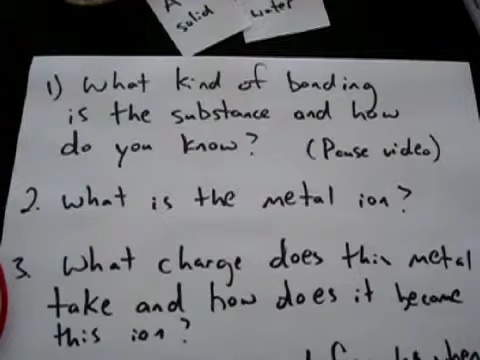 A
solid
water
1) What kind of bonding
is the substance and how
do you know? (Pause video)
2. What is the metal ion?
3. What charge does this metal
take and how does it become
this ion?
when